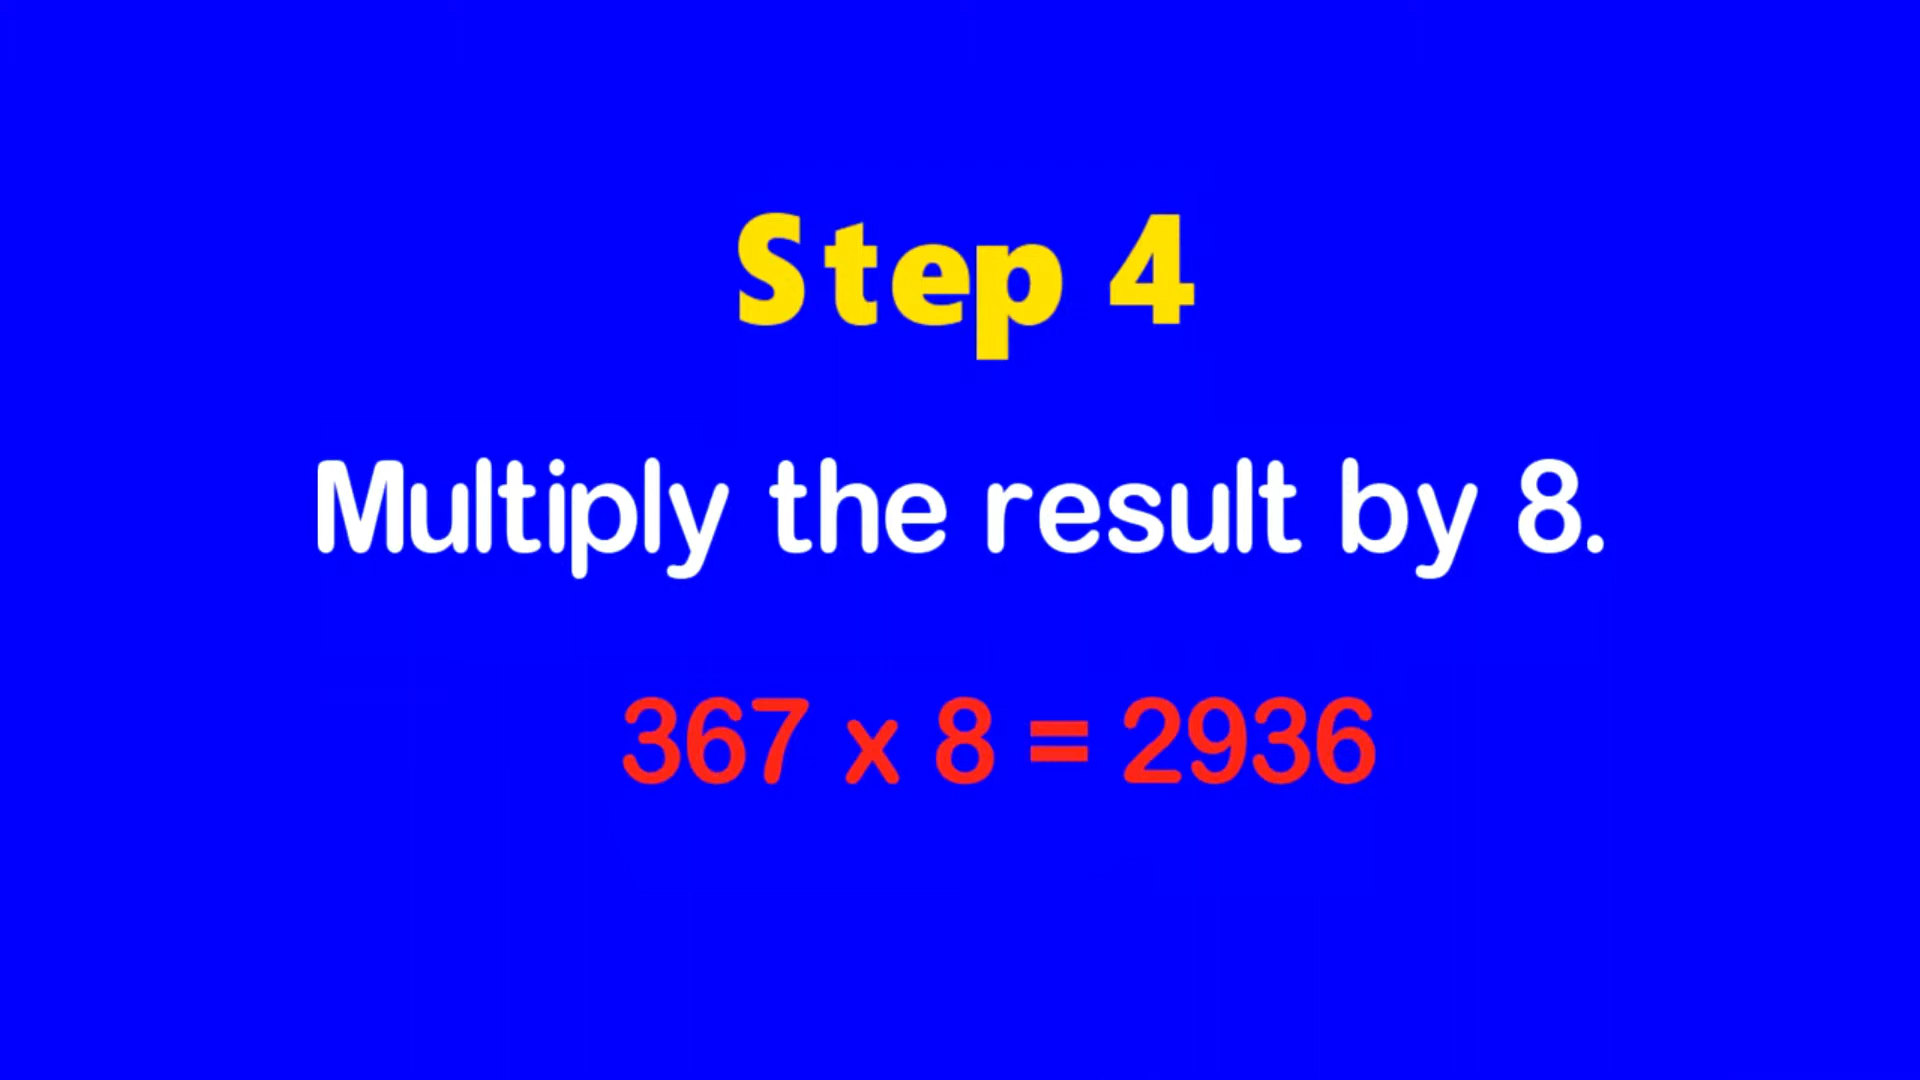 Step 4
Multiply the result by 8.
367 x 8 = 2936